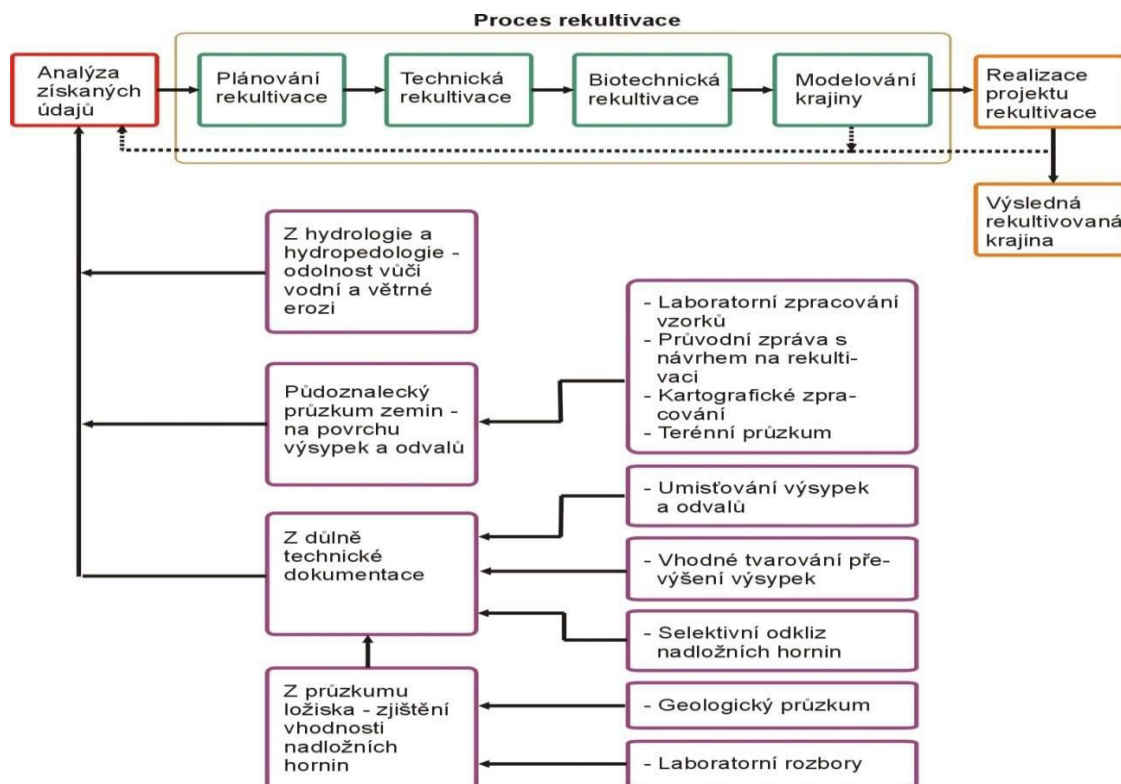 Proces rekultivace
Analýza
získaných
údajů
Plánování
rekultivace
Technická
rekultivace
Biotechnická
rekultivace
Modelování
krajiny
Realizace
projektu
rekultivace
Výsledná
rekultivovaná
krajina
Z hydrologie a
hydropedologie -
odolnost vůči
vodní a větrné
erozi
- Laboratorní zpracování
vzorků
- Průvodní zpráva s
návrhem na rekulti-
vaci
- Kartografické zpra-
cování
- Terénní průzkum
Půdoznalecký
průzkum zemin -
na povrchu
výsypek a odvalů
- Umisťování výsypek
a odvalů
Z důlně
technické
dokumentace
- Vhodné tvarování pře-
výšení výsypek
- Selektivní odkliz
nadložních hornin
Z průzkumu
ložiska - zjištění
vhodnosti
nadložních
hornin
- Geologický průzkum
- Laboratorní rozbory